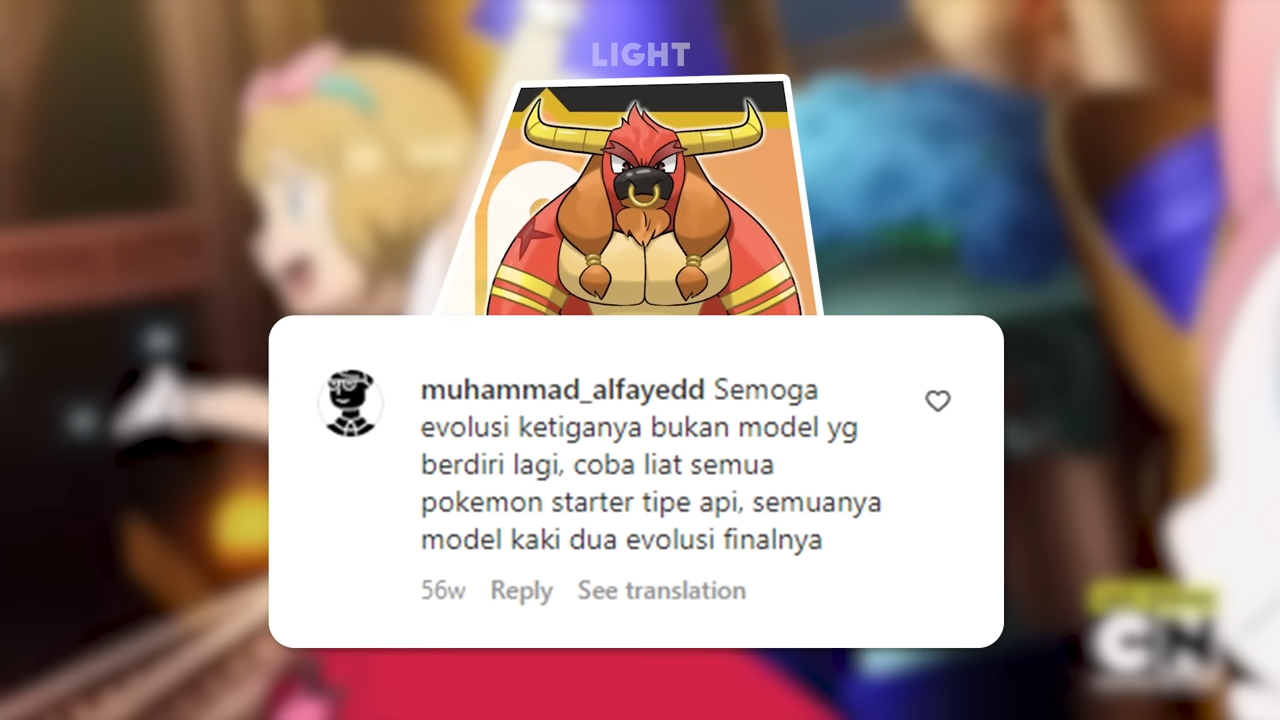 LIGHT
muhammad_alfayedd Semoga
evolusi ketiganya bukan model yg
berdiri lagi, coba liat semua
pokemon starter tipe api, semuanya
model kaki dua evolusi finalnya
56w Reply See translation
CN